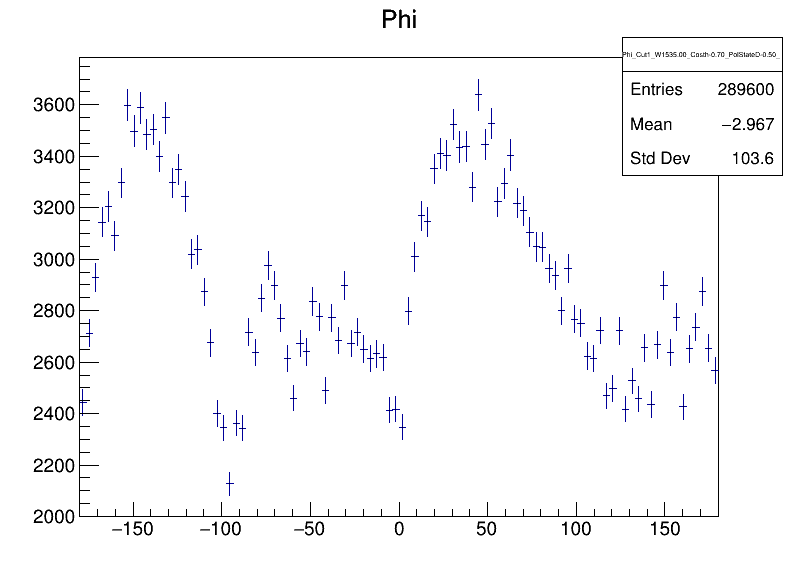 Phi
Phi_Cut1_W1535.00_Costh-0.70_PolStateD-0.50_
Entries 289600
Mean −2.967
Std Dev 103.6
3600
3400
3200
3000
2800
2600
2400
2200
2000
−150 −100 −50 0 50 100 150